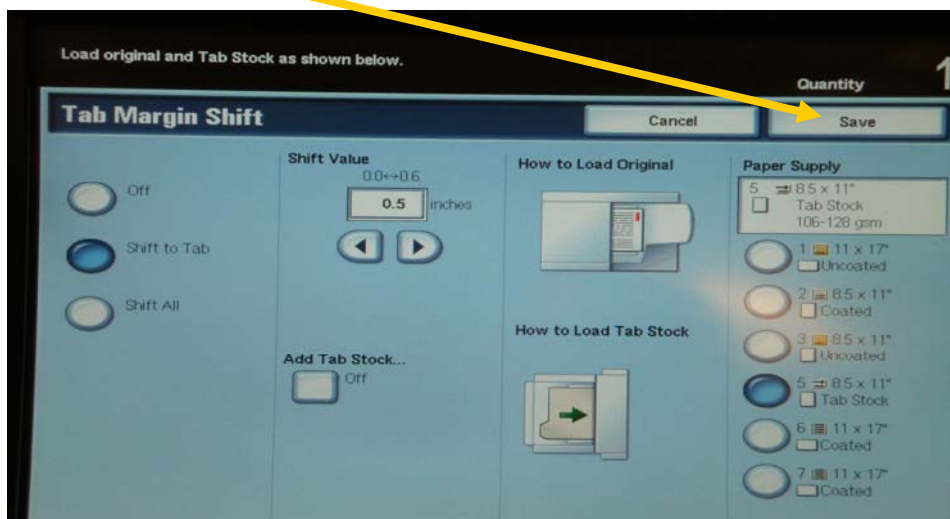 Load original and Tab Stock as shown below.
Quantity
1
Tab Margin Shift
Cancel
Save
Off
Shift to Tab
Shift All
Shift Value
0.0↔0.6
0.5 inches
Add Tab Stock...
Off
How to Load Original
How to Load Tab Stock
Paper Supply
5 8.5 x 11"
Tab Stock
106-128 gsm
1 11 x 17"
Uncoated
2 8.5 x 11"
Coated
3 8.5 x 11"
Uncoated
5 8.5 x 11"
Tab Stock
6 11 x 17"
Coated
7 11 x 17"
Coated